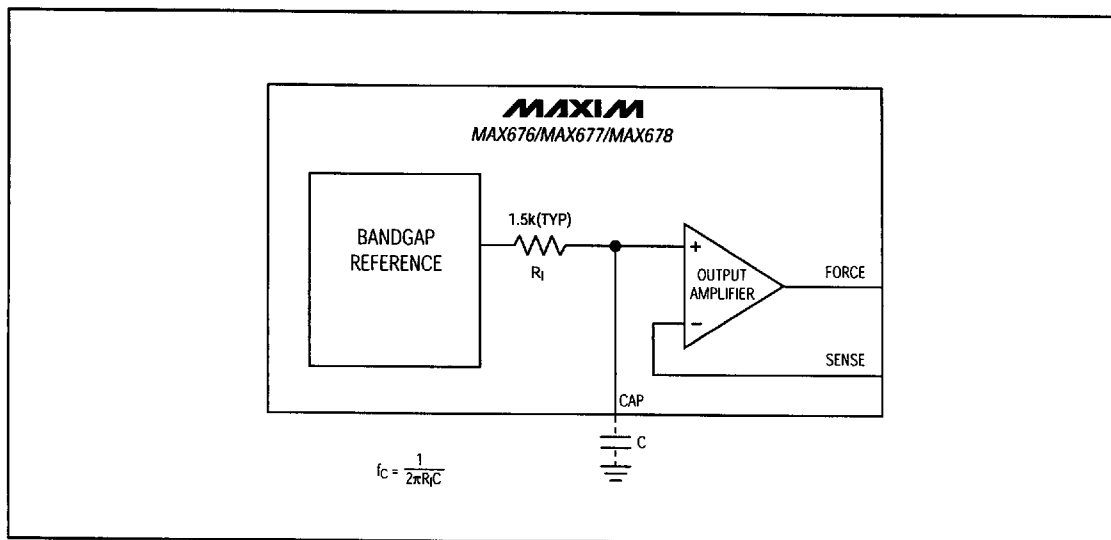 MAXIM
MAX676/MAX677/MAX678
BANDGAP
REFERENCE
1.5k(TYP)
RI
+
OUTPUT
AMPLIFIER
−
FORCE
SENSE
CAP
C
fC = 1/2πRIC